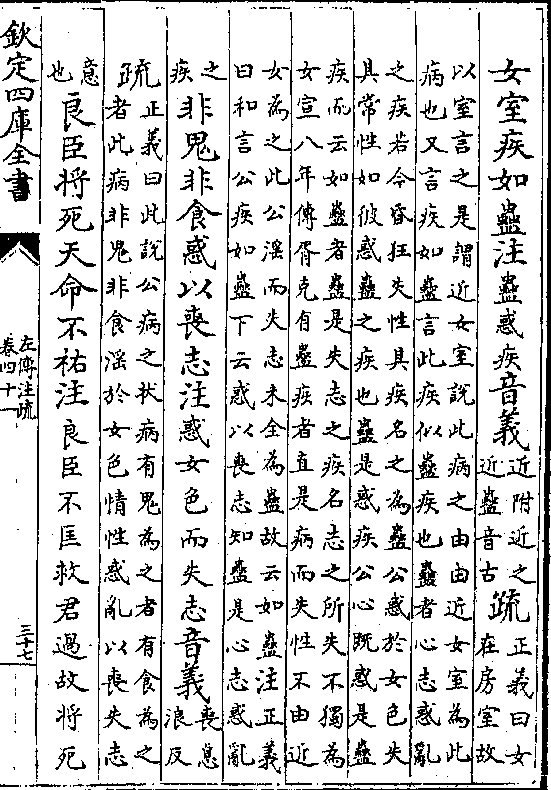 女室疾如蠱注蠱惑疾音義近附近之近蠱音古疏正義曰女在房室故
以室言之是謂近女室說此病之由由近女室為此
病也又言疾如蠱言此疾似蠱疾也蠱者心志惑亂
之疾若今昏狂失性其疾名之為蠱公惑於女色失
其常性如彼惑蠱之疾也蠱是惑疾公心既惑是蠱
疾而云如蠱者蠱是失志之疾名志之所失不獨為
女宣八年傳胥克有蠱疾者直是病而失性不由近
女為之此公淫而失志未全為蠱故云如蠱注正義
曰和言公疾如蠱下云惑以喪志知蠱是心志惑亂
之疾非鬼非食惑以喪志注惑女色而失志音義喪息浪反
疏正義曰此說公病之狀病有鬼為之者有食為之
者此病非鬼非食淫於女色情性惑亂以喪失志
意也良臣將死天命不祐注良臣不匡救君過故將死
欽定四庫全書
左傳注疏
卷四十一
三十七